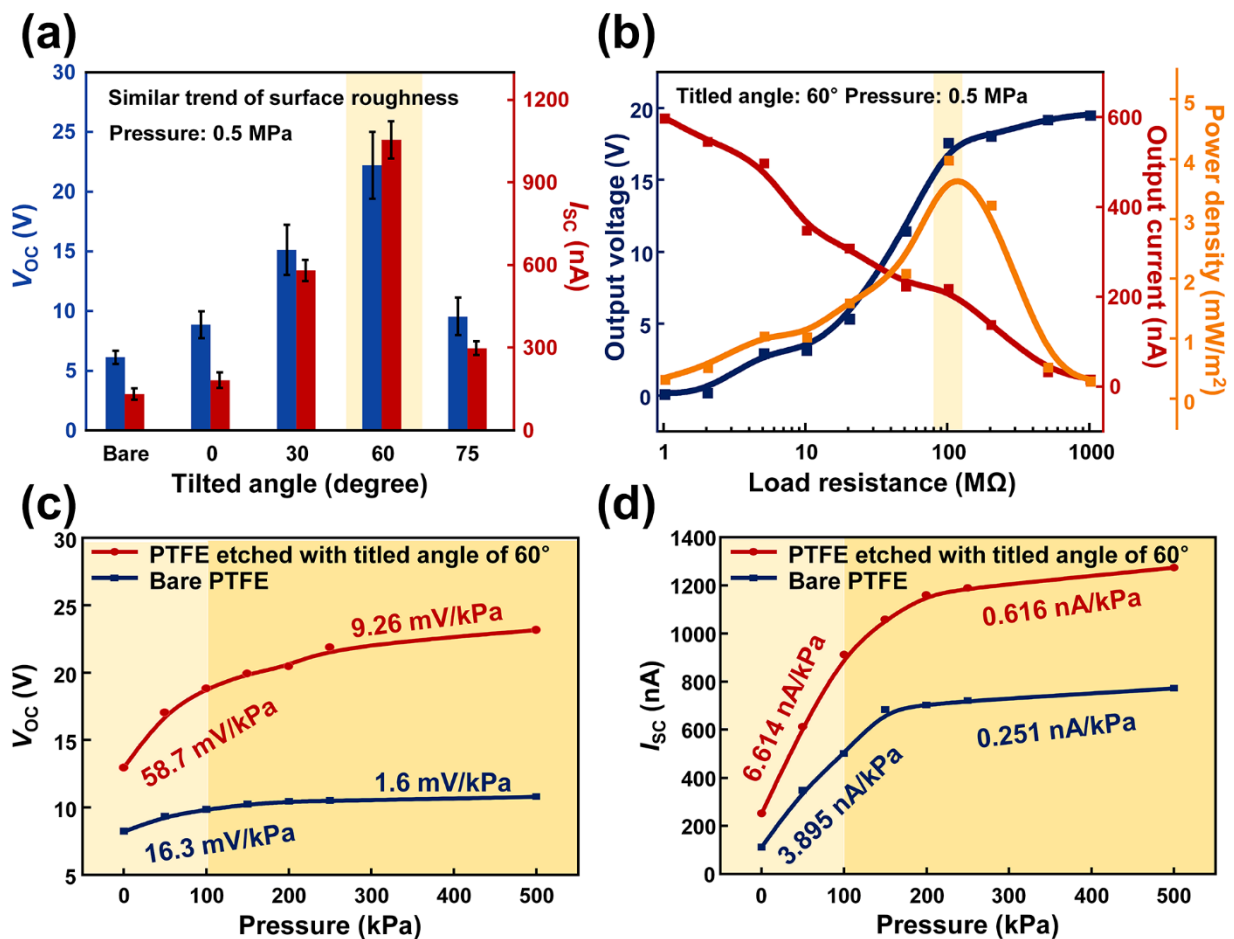 (a)
30
25
20
15
10
5
0
V_OC (V)
Similar trend of surface roughness
Pressure: 0.5 MPa
1200
900
600
300
0
I_SC (nA)
Bare 0 30 60 75
Tilted angle (degree)
(b)
Titled angle: 60° Pressure: 0.5 MPa
20
15
10
5
0
Output voltage (V)
600
400
200
0
Output current (nA)
5
4
3
2
1
0
Power density (mW/m²)
1 10 100 1000
Load resistance (MΩ)
(c)
30
25
20
15
10
5
V_OC (V)
PTFE etched with titled angle of 60°
Bare PTFE
9.26 mV/kPa
58.7 mV/kPa
1.6 mV/kPa
16.3 mV/kPa
0 100 200 300 400 500
Pressure (kPa)
(d)
1400
1200
1000
800
600
400
200
0
I_SC (nA)
PTFE etched with titled angle of 60°
Bare PTFE
0.616 nA/kPa
6.614 nA/kPa
0.251 nA/kPa
3.895 nA/kPa
0 100 200 300 400 500
Pressure (kPa)